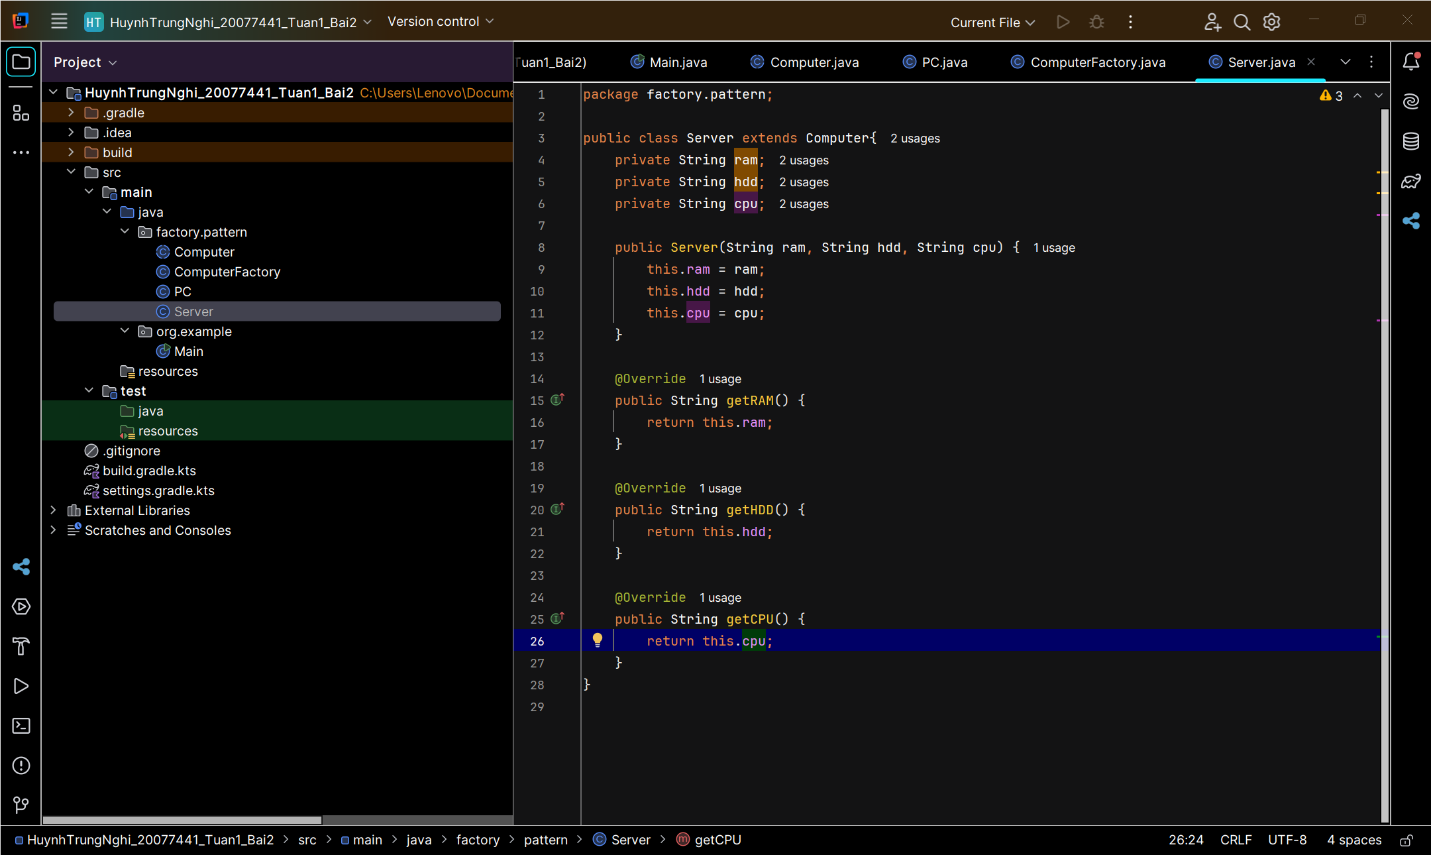 HT HuynhTrungNghi_20077441_Tuan1_Bai2 Version control Current File
Project
HuynhTrungNghi_20077441_Tuan1_Bai2 C:\Users\Lenovo\Docume
.gradle
.idea
build
src
main
java
factory.pattern
Computer
ComputerFactory
PC
Server
org.example
Main
resources
test
java
resources
.gitignore
build.gradle.kts
settings.gradle.kts
External Libraries
Scratches and Consoles
Tuan1_Bai2) Main.java Computer.java PC.java ComputerFactory.java Server.java
3
1 package factory.pattern;
2
3 public class Server extends Computer{ 2 usages
4 private String ram; 2 usages
5 private String hdd; 2 usages
6 private String cpu; 2 usages
7
8 public Server(String ram, String hdd, String cpu) { 1 usage
9 this.ram = ram;
10 this.hdd = hdd;
11 this.cpu = cpu;
12 }
13
14 @Override 1 usage
15 public String getRAM() {
16 return this.ram;
17 }
18
19 @Override 1 usage
20 public String getHDD() {
21 return this.hdd;
22 }
23
24 @Override 1 usage
25 public String getCPU() {
26 return this.cpu;
27 }
28 }
29
HuynhTrungNghi_20077441_Tuan1_Bai2 > src > main > java > factory > pattern > Server > getCPU 26:24 CRLF UTF-8 4 spaces